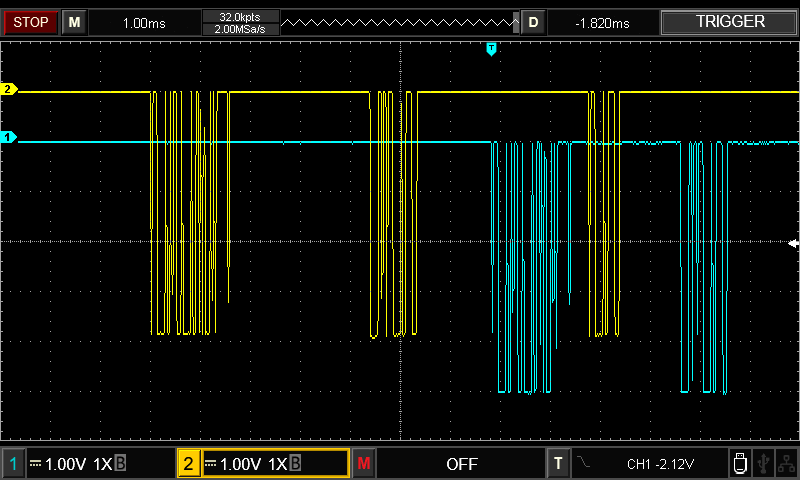 STOP M 1.00ms 32.0kpts D -1.820ms TRIGGER
2.00MSa/s
T
2
1
1 1.00V 1X B 2 1.00V 1X B M OFF T CH1 -2.12V